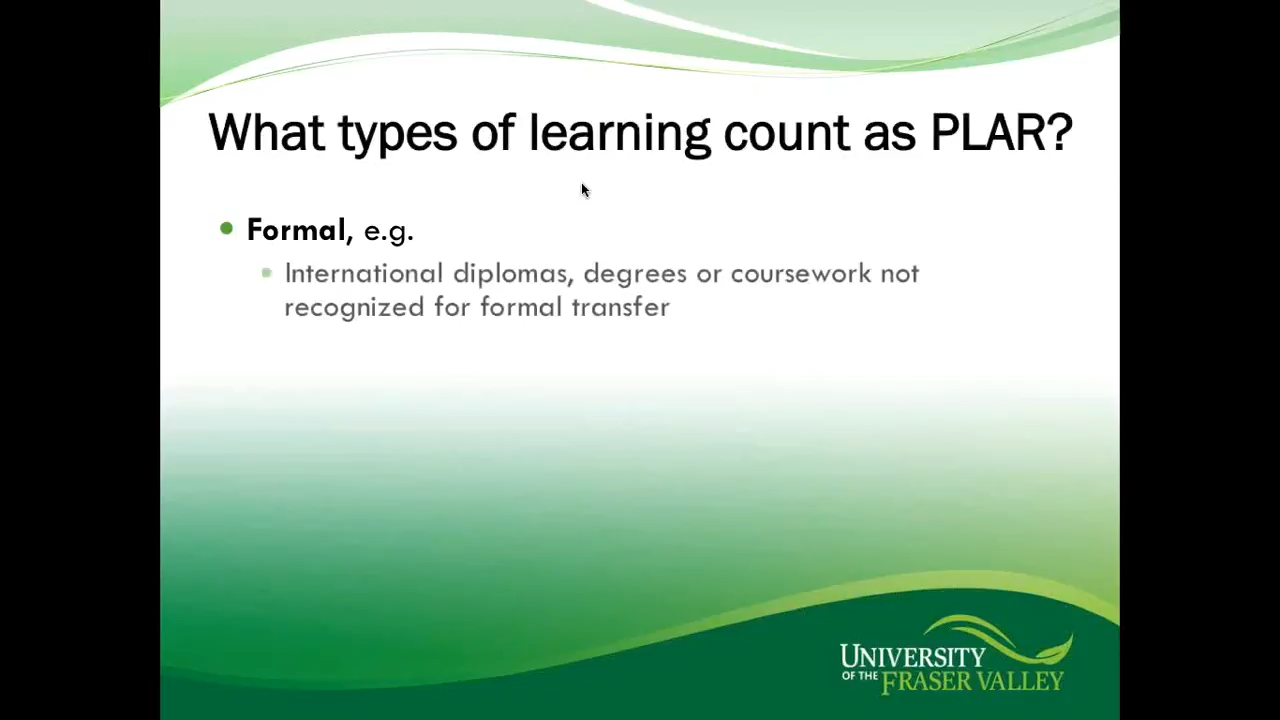 What types of learning count as PLAR?
Formal, e.g.
International diplomas, degrees or coursework not
recognized for formal transfer
UNIVERSITY
OF THE FRASER VALLEY